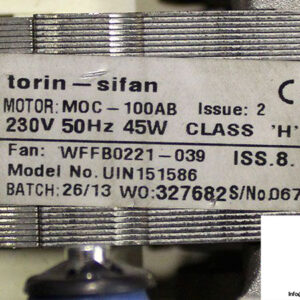 torin-sifan
MOTOR: MOC-100AB Issue: 2
230V 50Hz 45W CLASS 'H'
Fan: WFFB0221-039 ISS.8.
Model No. UIN151586
BATCH: 26/13 WO:327682 S/No.067